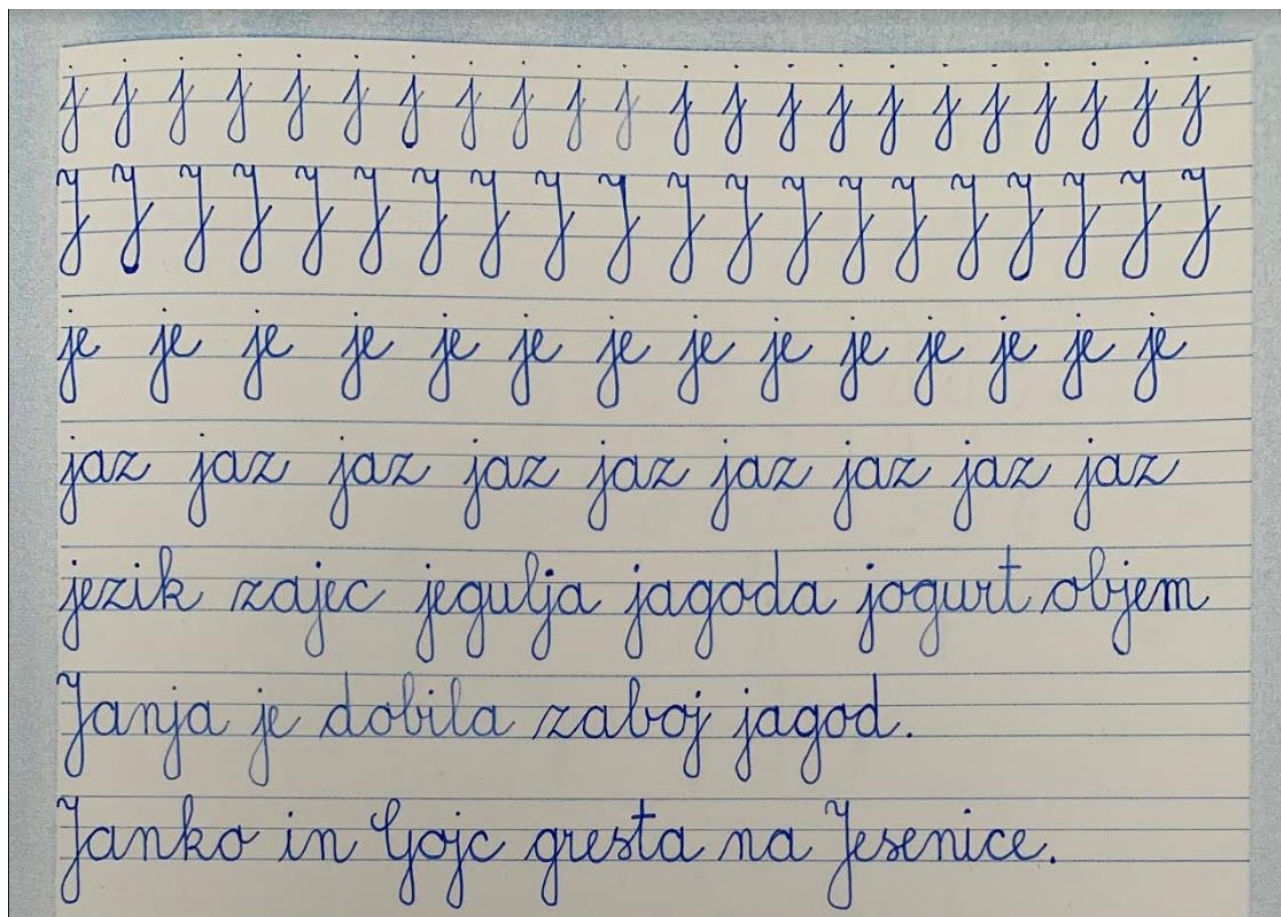 j j j j j j j j j j j j j j j j j j j j j j
J J J J J J J J J J J J J J J J J J J J
je je je je je je je je je je je je je je
jaz jaz jaz jaz jaz jaz jaz jaz jaz
jezik zajec jegulja jagoda jogurt objem
Janja je dobila zaboj jagod.
Janko in Gojc gresta na Jesenice.